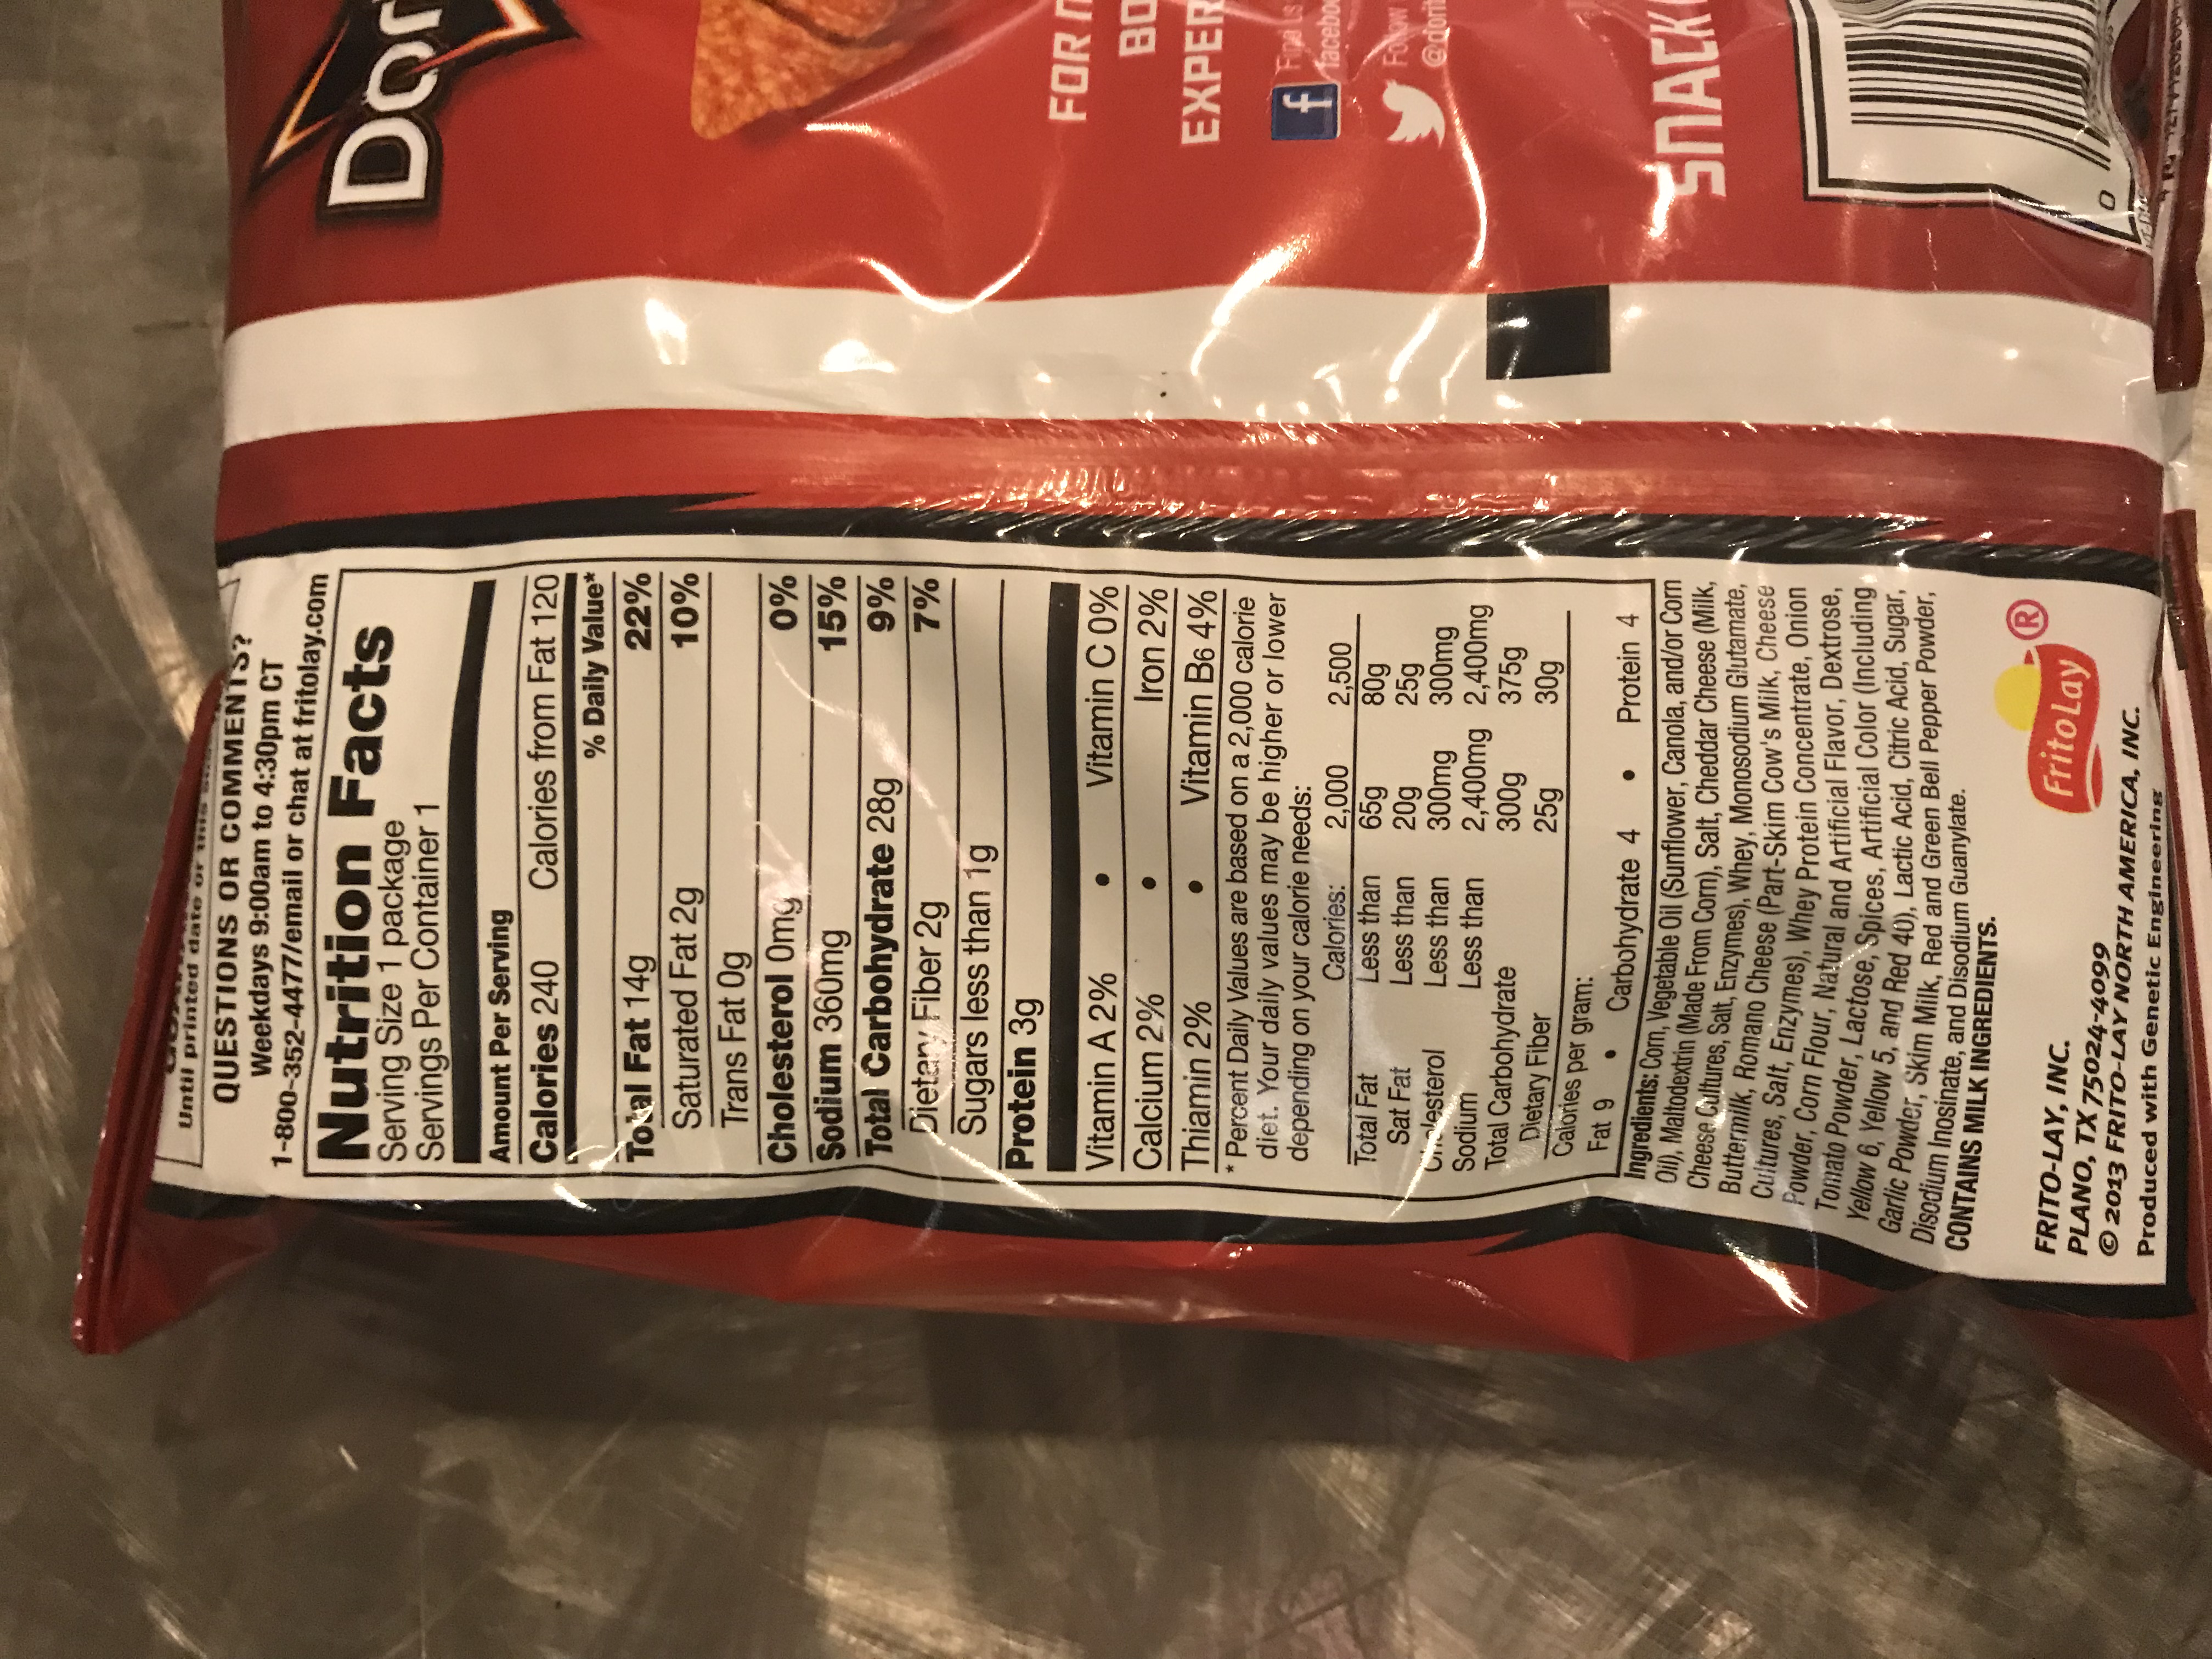 Until printed date or this
QUESTIONS OR COMMENTS?
Weekdays 9:00am to 4:30pm CT
1-800-352-4477/email or chat at fritolay.com
Nutrition Facts
Serving Size 1 package
Servings Per Container 1
Amount Per Serving
Calories 240 Calories from Fat 120
% Daily Value*
Total Fat 14g 22%
Saturated Fat 2g 10%
Trans Fat 0g
Cholesterol 0mg 0%
Sodium 360mg 15%
Total Carbohydrate 28g 9%
Dietary Fiber 2g 7%
Sugars less than 1g
Protein 3g
Vitamin A 2% • Vitamin C 0%
Calcium 2% • Iron 2%
Thiamin 2% • Vitamin B6 4%
* Percent Daily Values are based on a 2,000 calorie
diet. Your daily values may be higher or lower
depending on your calorie needs:
Calories: 2,000 2,500
Total Fat Less than 65g 80g
Sat Fat Less than 20g 25g
Cholesterol Less than 300mg 300mg
Sodium Less than 2,400mg 2,400mg
Total Carbohydrate 300g 375g
Dietary Fiber 25g 30g
Calories per gram:
Fat 9 • Carbohydrate 4 • Protein 4
Ingredients: Corn, Vegetable Oil (Sunflower, Canola, and/or Corn
Oil), Maltodextrin (Made From Corn), Salt, Cheddar Cheese (Milk,
Cheese Cultures, Salt, Enzymes), Whey, Monosodium Glutamate,
Buttermilk, Romano Cheese (Part-Skim Cow's Milk, Cheese
Cultures, Salt, Enzymes), Whey Protein Concentrate, Onion
Powder, Corn Flour, Natural and Artificial Flavor, Dextrose,
Tomato Powder, Lactose, Spices, Artificial Color (Including
Yellow 6, Yellow 5, and Red 40), Lactic Acid, Citric Acid, Sugar,
Garlic Powder, Skim Milk, Red and Green Bell Pepper Powder,
Disodium Inosinate, and Disodium Guanylate.
CONTAINS MILK INGREDIENTS.
FRITO-LAY, INC.
PLANO, TX 75024-4099
© 2013 FRITO-LAY NORTH AMERICA, INC.
Produced with Genetic Engineering
FritoLay ®
Dor
FOR
BO
EXPER
f Find Us
facebo
Follow
@dorit
SNACK
0